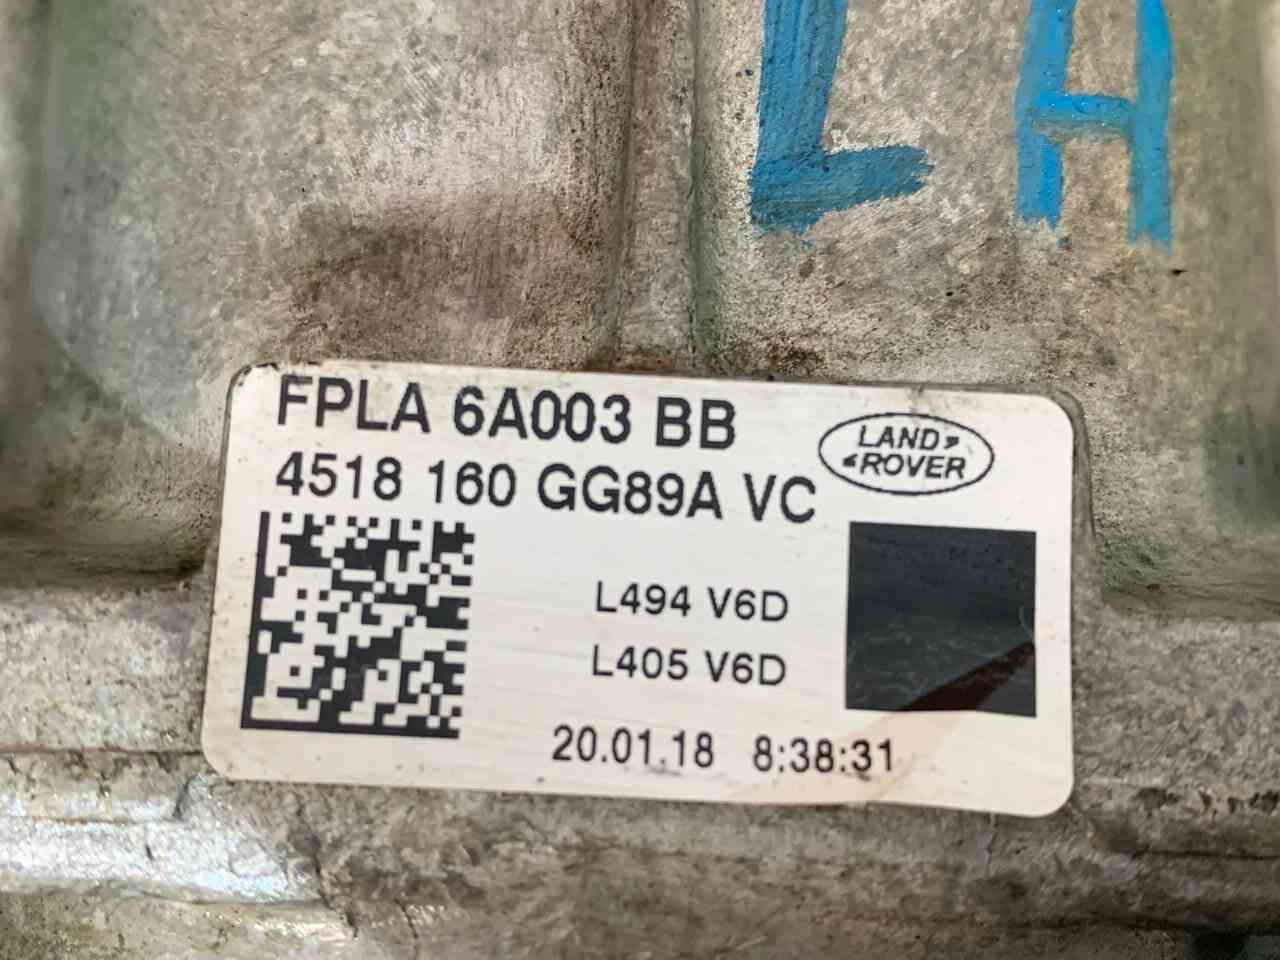 LA
FPLA 6A003 BB
LAND
ROVER
4518 160 GG89A VC
L494 V6D
L405 V6D
20.01.18 8:38:31